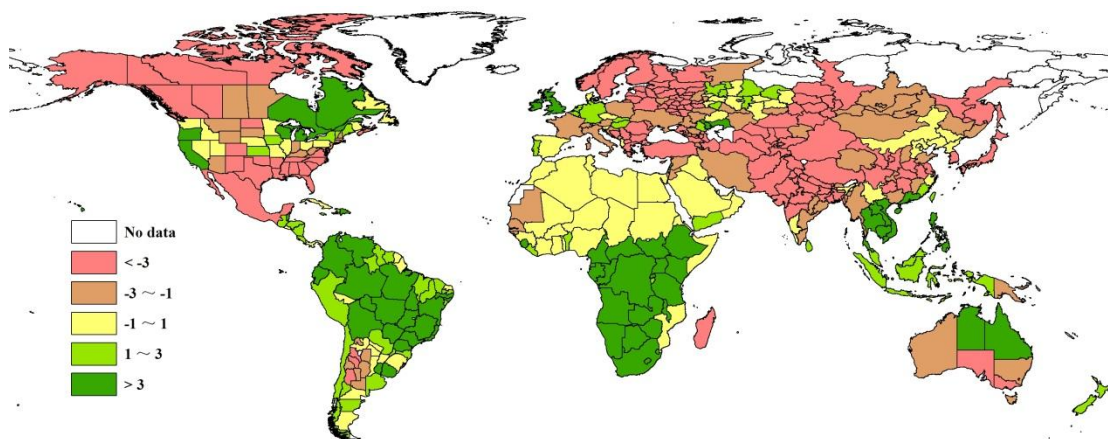 No data
< -3
-3 ～ -1
-1 ～ 1
1 ～ 3
> 3